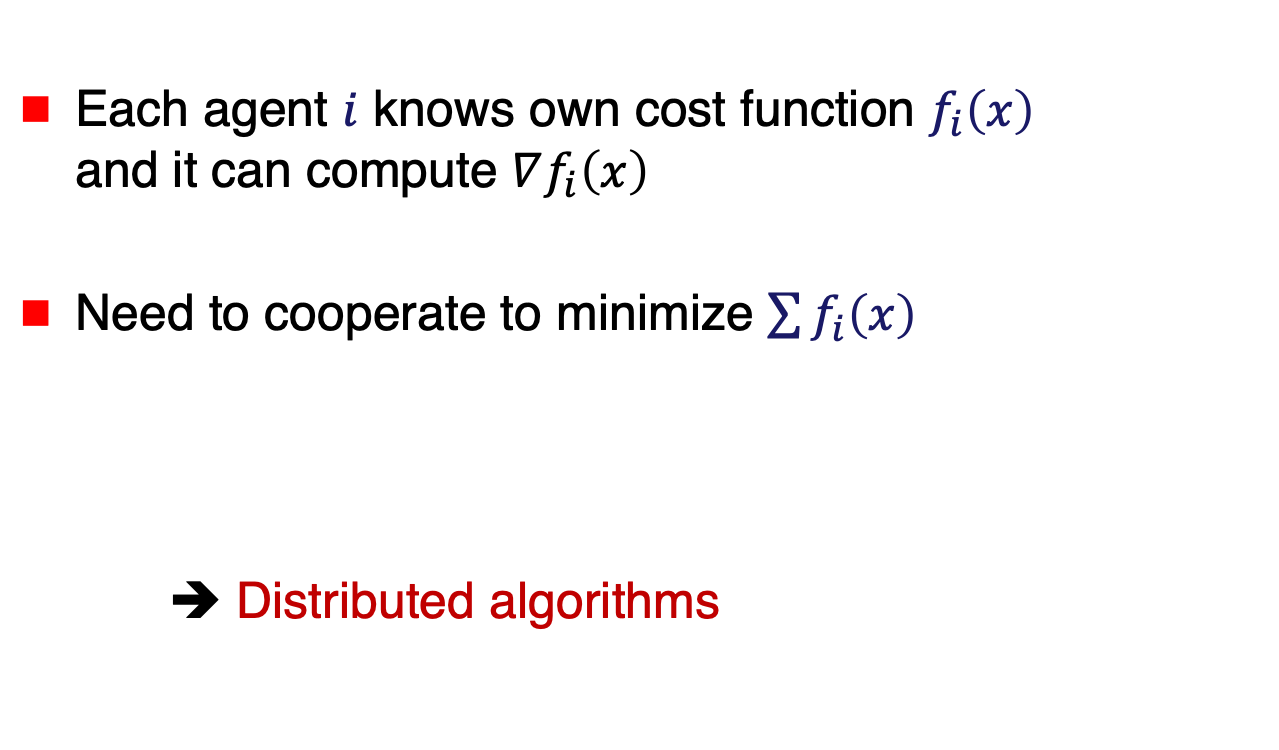 ■ Each agent i knows own cost function fᵢ(x)
and it can compute ∇fᵢ(x)
■ Need to cooperate to minimize ∑ fᵢ(x)
➔ Distributed algorithms